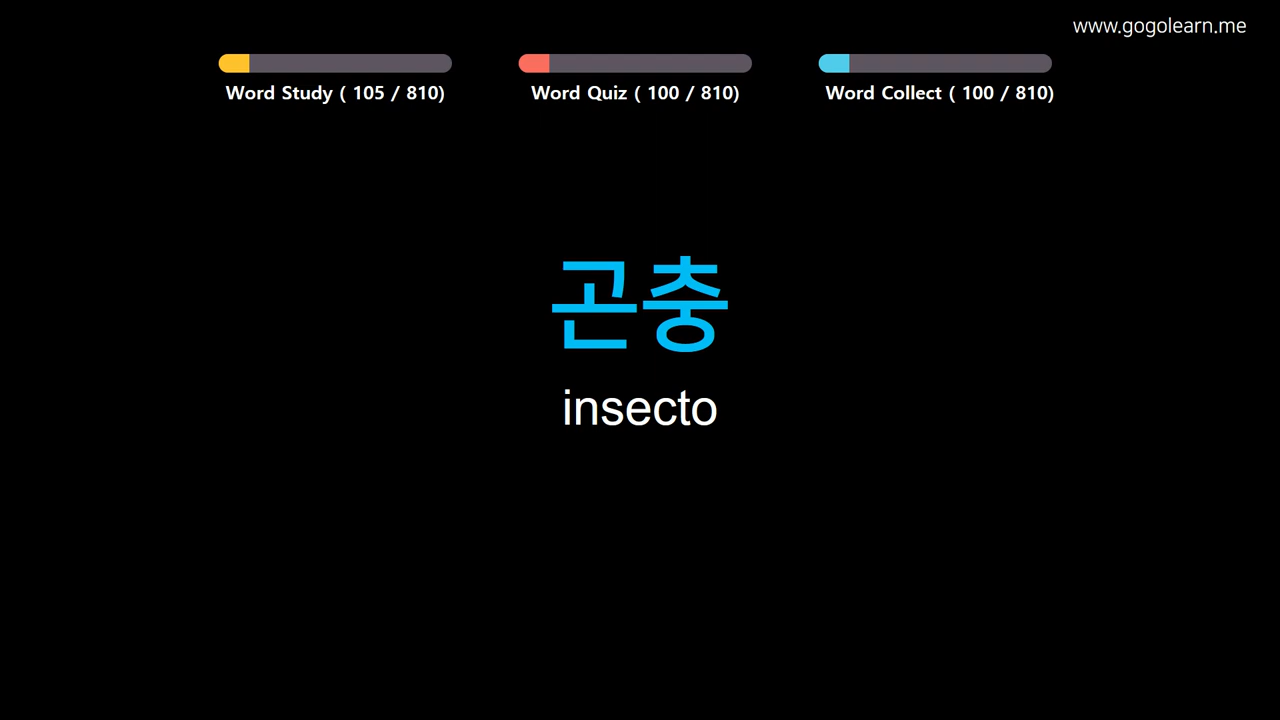 www.gogolearn.me
Word Study ( 105 / 810)
Word Quiz ( 100 / 810)
Word Collect ( 100 / 810)
곤충
insecto